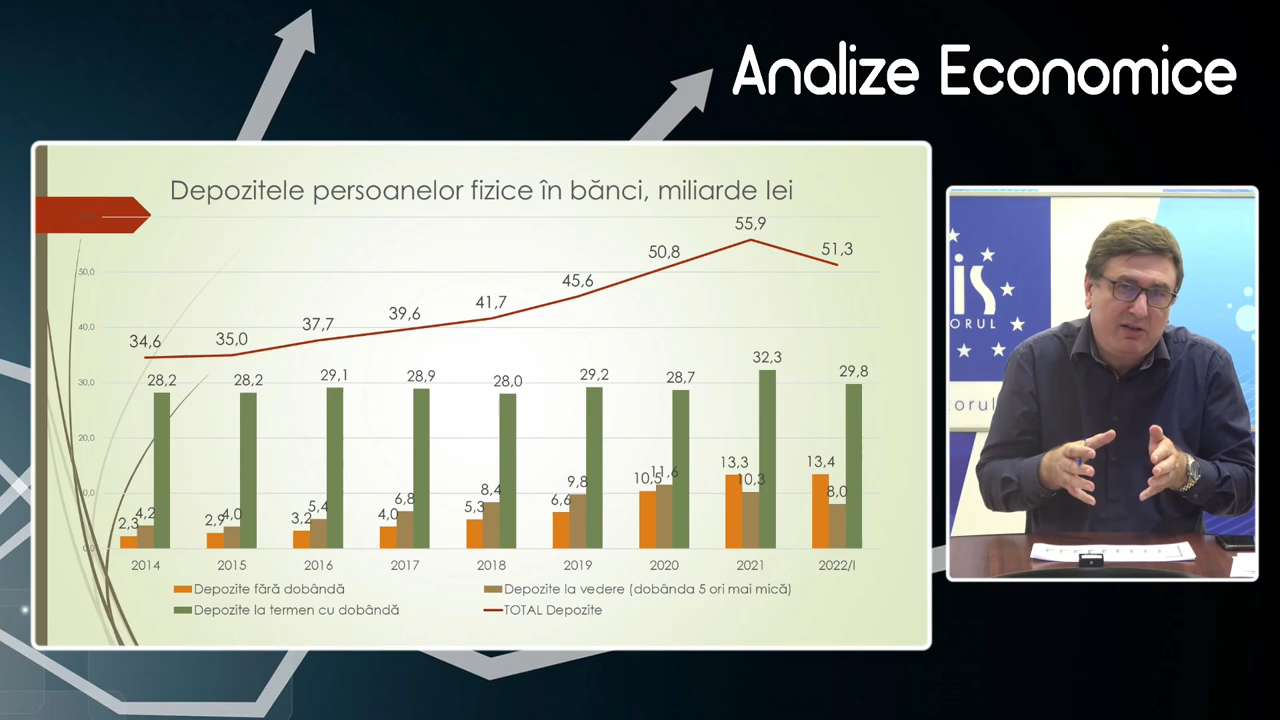 Analize Economice
Depozitele persoanelor fizice în bănci, miliarde lei
50,0
40,0
30,0
20,0
0,0
34,6
35,0
37,7
39,6
41,7
45,6
50,8
55,9
51,3
2,3 4,2 28,2
2,9 4,0 28,2
3,2 5,4 29,1
4,0 6,8 28,9
5,3 8,4 28,0
6,6 9,8 29,2
10,5 11,6 28,7
13,3 10,3 32,3
13,4 8,0 29,8
2014 2015 2016 2017 2018 2019 2020 2021 2022/I
Depozite fără dobândă
Depozite la vedere (dobânda 5 ori mai mică)
Depozite la termen cu dobândă
TOTAL Depozite
is
ORUL
orul